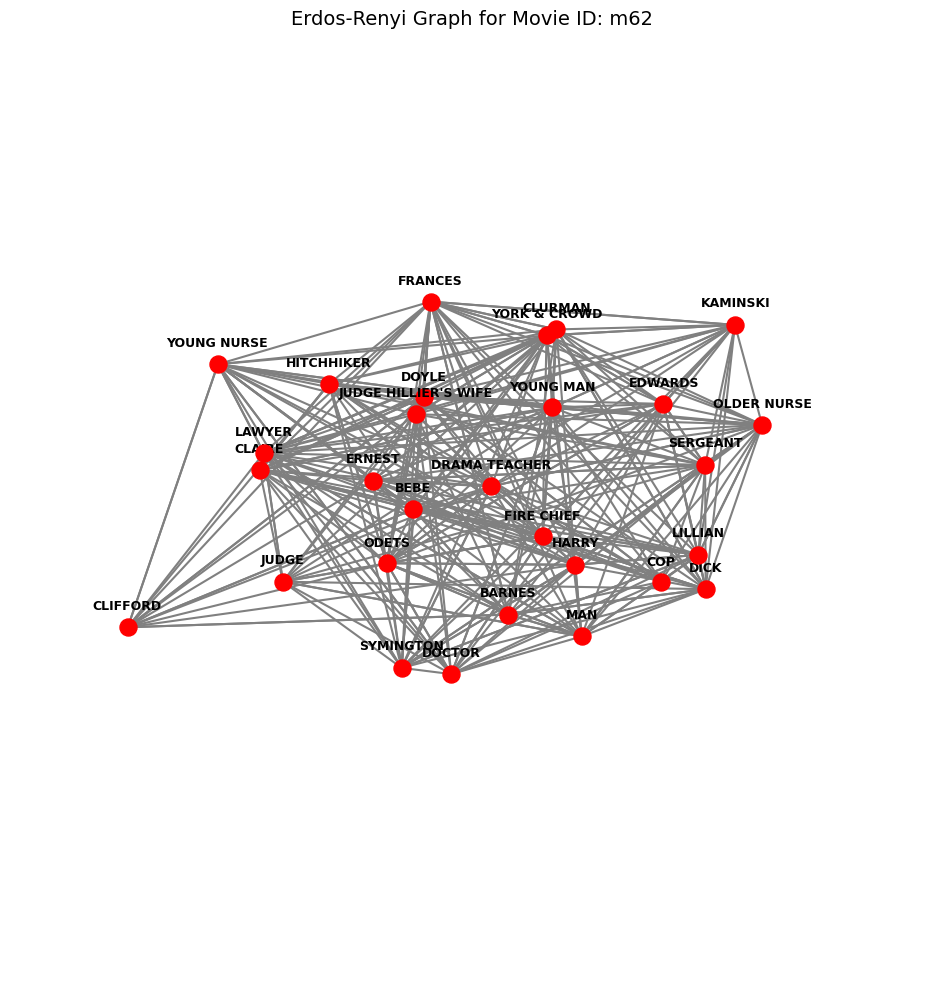 Erdos-Renyi Graph for Movie ID: m62
FRANCES
KAMINSKI
CLURMAN
YORK & CROWD
YOUNG NURSE
HITCHHIKER
DOYLE
EDWARDS
YOUNG MAN
JUDGE HILLIER'S WIFE
OLDER NURSE
LAWYER
SERGEANT
CLAIRE
ERNEST
DRAMA TEACHER
BEBE
FIRE CHIEF
LILLIAN
ODETS
HARRY
JUDGE
COP
DICK
BARNES
CLIFFORD
MAN
SYMINGTON
DOCTOR